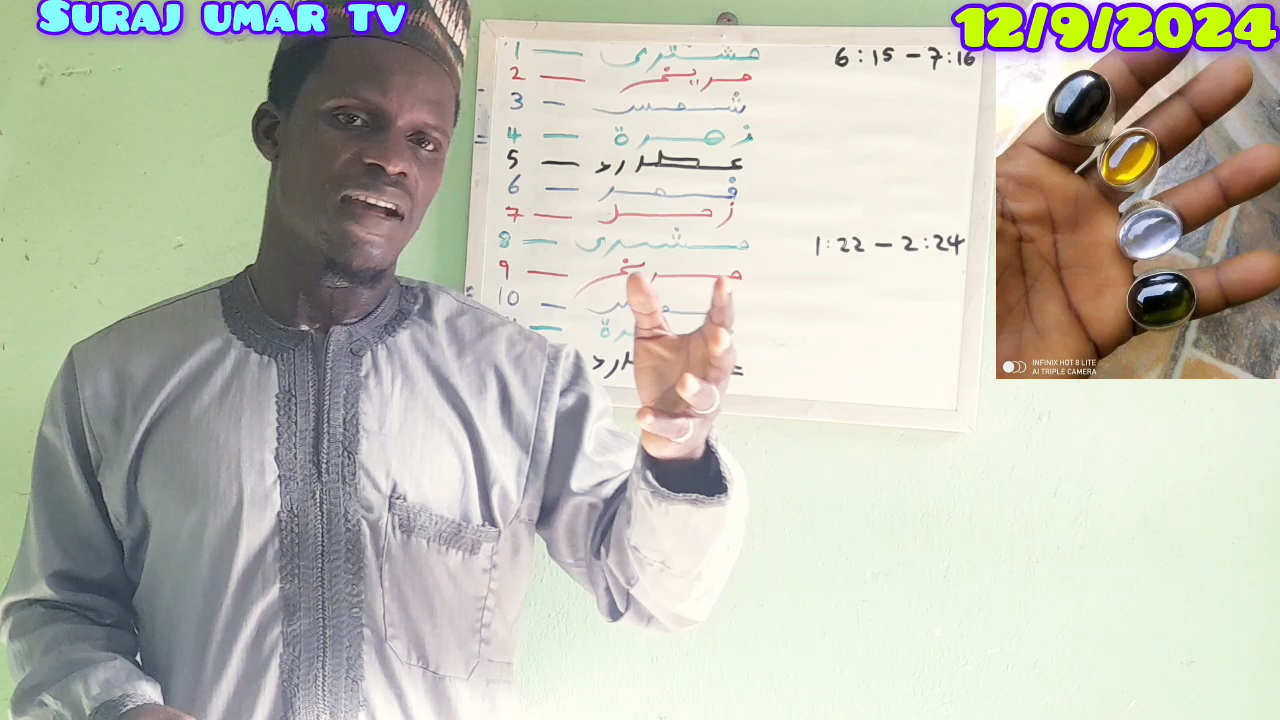 SURAJ UMAR TV
12/9/2024
1 — مشترى 6:15 – 7:16
2 — مريخ
3 – شمس
4 — زهرة
5 — عطارد
6 – قمر
7 — زحل
8 — مشترى 1:22 – 2:24
9 — مريخ
10 –
INFINIX HOT 8 LITE
AI TRIPLE CAMERA